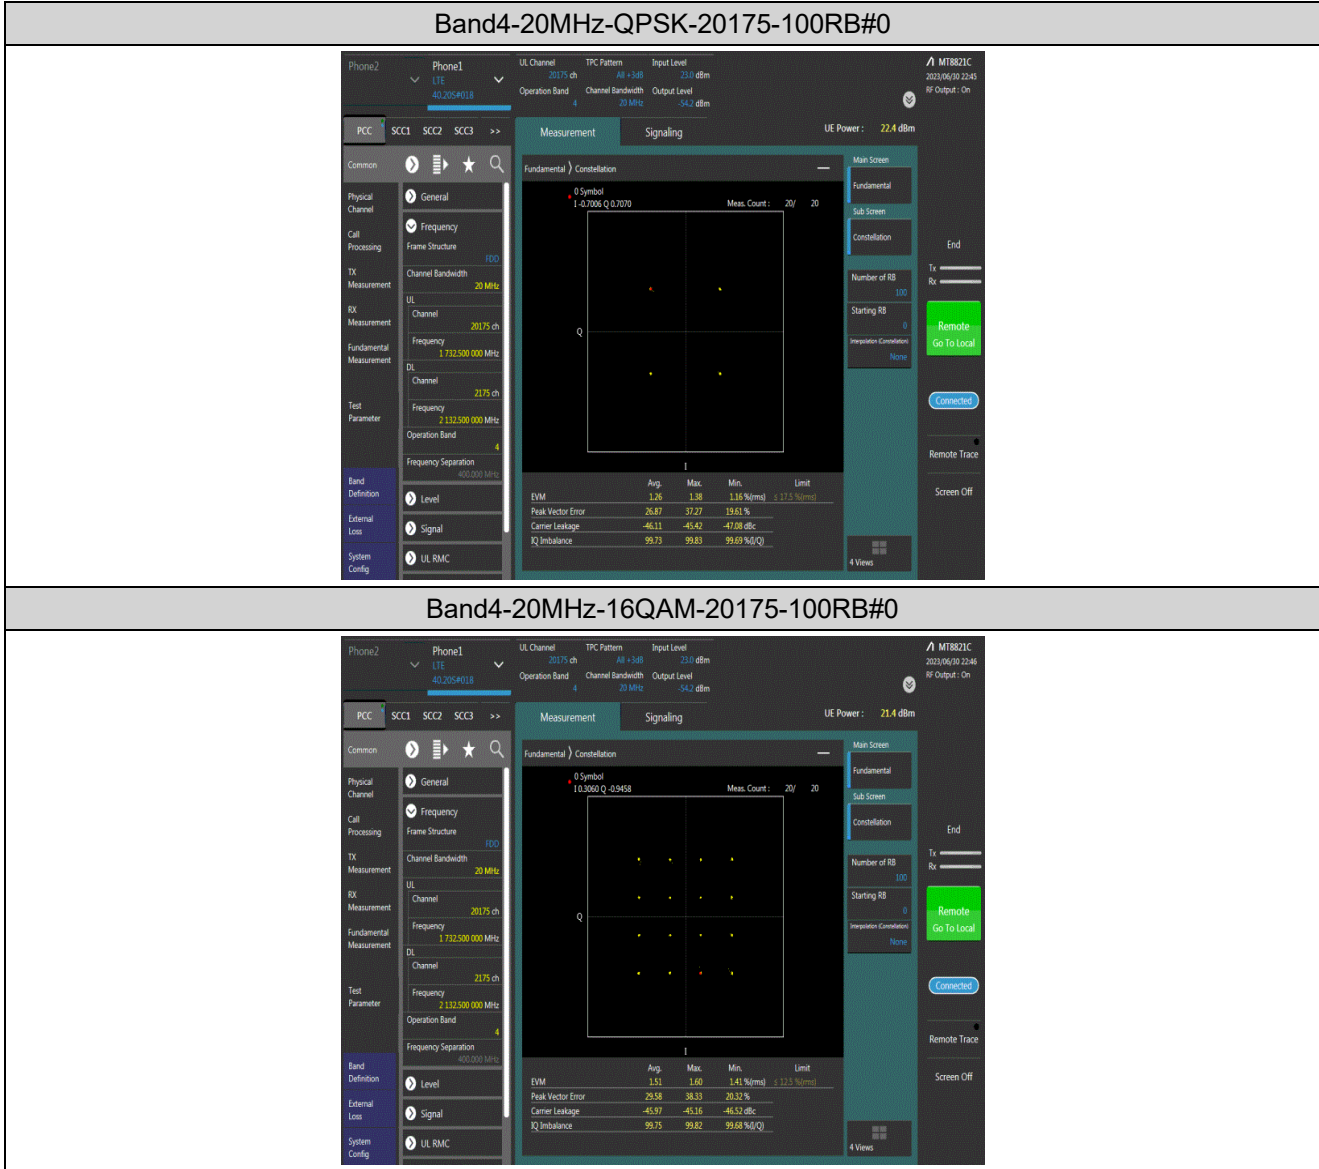 Band4-20MHz-QPSK-20175-100RB#0
Phone2 Phone1 UL Channel TPC Pattern Input Level MT8821C
LTE 20175 ch All +3dB 23.0 dBm 2023/06/30 22:45
40.20S#018 Operation Band Channel Bandwidth Output Level RF Output : On
4 20 MHz -54.2 dBm
PCC SCC1 SCC2 SCC3 >> Measurement Signaling UE Power : 22.4 dBm
Common Fundamental Constellation Main Screen
Fundamental
Physical Channel General 0 Symbol
I -0.7006 Q 0.7070 Meas. Count : 20/ 20 Sub Screen
Call Processing Frequency Constellation End
Frame Structure
FDD Tx
TX Measurement Channel Bandwidth Number of RB Rx
20 MHz 100
UL
RX Measurement Channel Starting RB
20175 ch 0 Remote
Q
Fundamental Measurement Frequency Interpolation (Constellation) Go To Local
1 732.500 000 MHz None
DL
Channel
2175 ch Connected
Test Parameter Frequency
2 132.500 000 MHz
Operation Band
4
Frequency Separation Remote Trace
400.000 MHz I
Band Definition Level Avg. Max. Min. Limit Screen Off
EVM 1.26 1.38 1.16 %(rms) ≤ 17.5 %(rms)
Peak Vector Error 26.87 37.27 19.61 %
External Loss Signal Carrier Leakage -46.11 -45.42 -47.08 dBc
IQ Imbalance 99.73 99.83 99.69 %(I/Q)
System Config UL RMC 4 Views
Band4-20MHz-16QAM-20175-100RB#0
Phone2 Phone1 UL Channel TPC Pattern Input Level MT8821C
LTE 20175 ch All +3dB 23.0 dBm 2023/06/30 22:46
40.20S#018 Operation Band Channel Bandwidth Output Level RF Output : On
4 20 MHz -54.2 dBm
PCC SCC1 SCC2 SCC3 >> Measurement Signaling UE Power : 21.4 dBm
Common Fundamental Constellation Main Screen
Fundamental
Physical Channel General 0 Symbol
I 0.3060 Q -0.9458 Meas. Count : 20/ 20 Sub Screen
Call Processing Frequency Constellation End
Frame Structure
FDD Tx
TX Measurement Channel Bandwidth Number of RB Rx
20 MHz 100
UL
RX Measurement Channel Starting RB
20175 ch 0 Remote
Q
Fundamental Measurement Frequency Interpolation (Constellation) Go To Local
1 732.500 000 MHz None
DL
Channel
2175 ch Connected
Test Parameter Frequency
2 132.500 000 MHz
Operation Band
4
Frequency Separation Remote Trace
400.000 MHz I
Band Definition Level Avg. Max. Min. Limit Screen Off
EVM 1.51 1.60 1.41 %(rms) ≤ 12.5 %(rms)
Peak Vector Error 29.58 38.33 20.32 %
External Loss Signal Carrier Leakage -45.97 -45.16 -46.52 dBc
IQ Imbalance 99.75 99.82 99.68 %(I/Q)
System Config UL RMC 4 Views